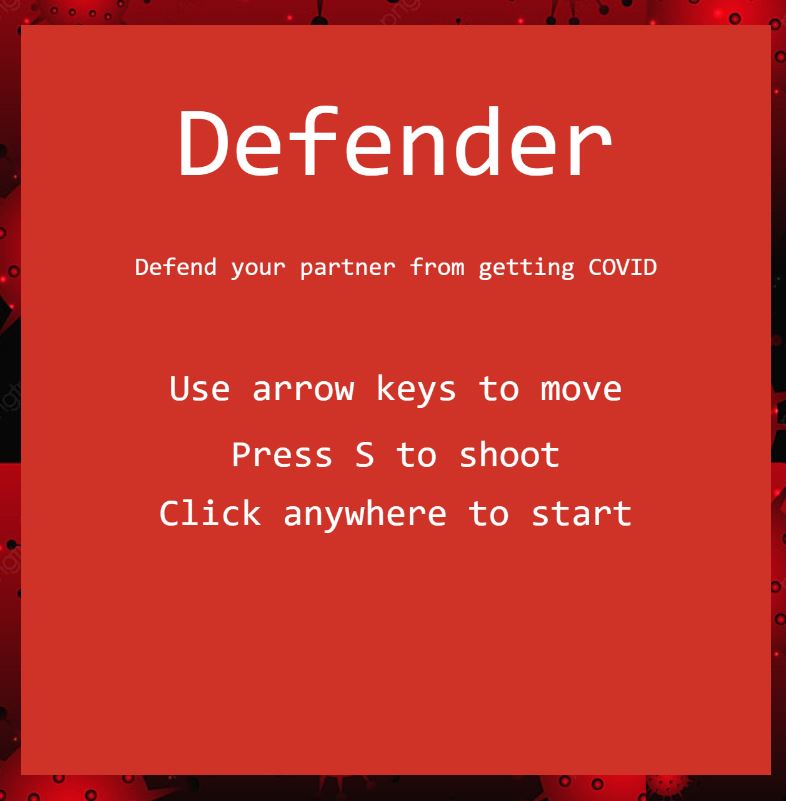 Defender
Defend your partner from getting COVID
Use arrow keys to move
Press S to shoot
Click anywhere to start